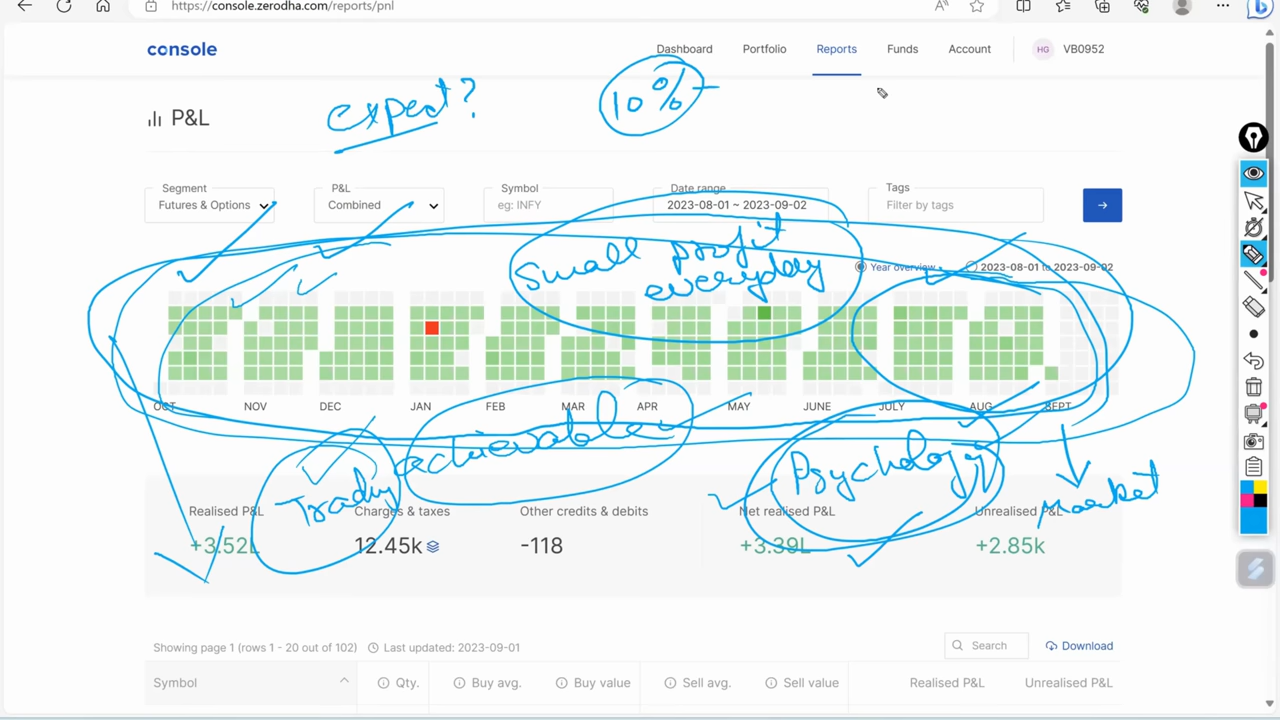 https://console.zerodha.com/reports/pnl
console
Dashboard Portfolio Reports Funds Account HG VB0952
expect? 10%
P&L
Segment P&L Symbol Date range Tags
Futures & Options Combined eg: INFY 2023-08-01 ~ 2023-09-02 Filter by tags
small profit
everyday
Year overview 2023-08-01 to 2023-09-02
OCT NOV DEC JAN FEB MAR APR MAY JUNE JULY AUG SEPT
achievable
Psychology
Trading
market
Realised P&L Charge & taxes Other credits & debits Net realised P&L Unrealised P&L
+3.52L 12.45k -118 +3.39L +2.85k
Showing page 1 (rows 1 - 20 out of 102) Last updated: 2023-09-01 Search Download
Symbol Qty. Buy avg. Buy value Sell avg. Sell value Realised P&L Unrealised P&L